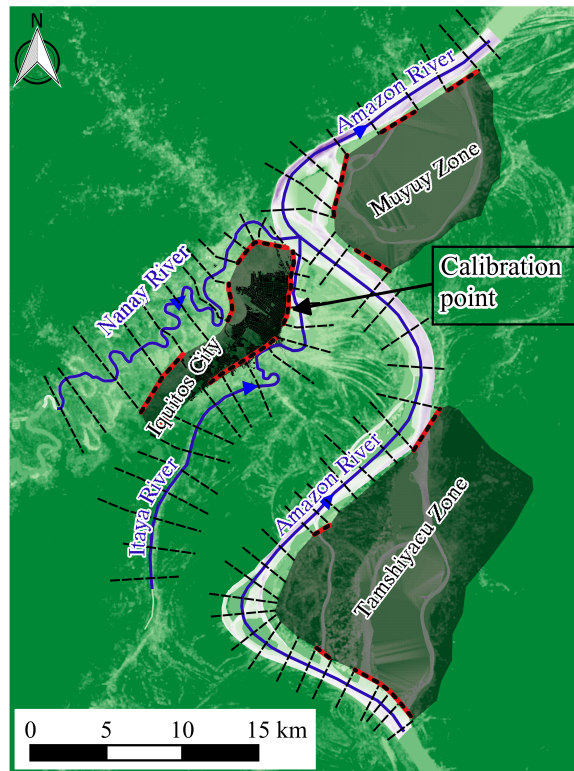 N
Amazon River
Muyuy Zone
Nanay River
Calibration
point
Iquitos City
Itaya River
Amazon River
Tamshiyacu Zone
0 5 10 15 km